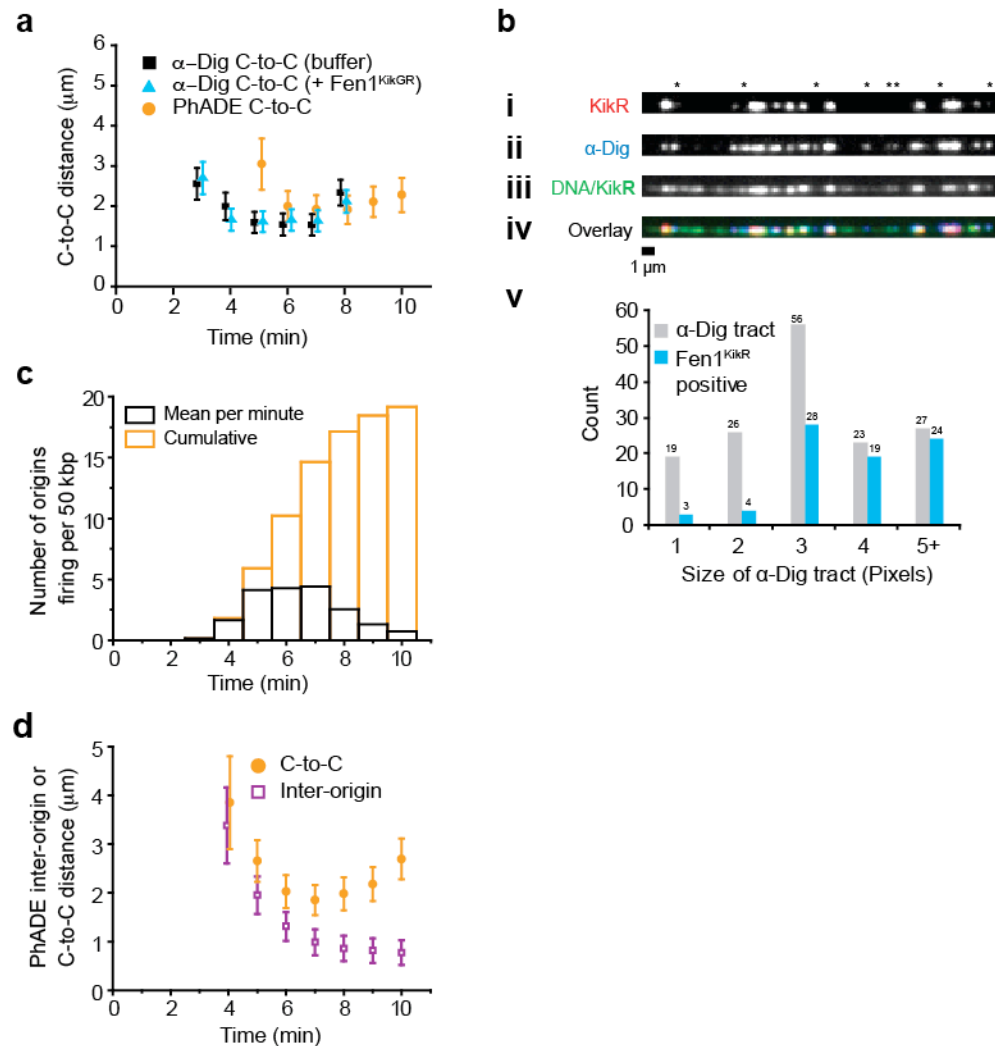 a
α–Dig C-to-C (buffer)
α–Dig C-to-C (+ Fen1KikGR)
PhADE C-to-C
C-to-C distance (μm)
6
5
4
3
2
1
0
0 2 4 6 8 10
Time (min)
b
* * * * ** * *
i KikR
ii α-Dig
iii DNA/KikR
iv Overlay
1 μm
v
α-Dig tract
Fen1KikR
positive
Count
60
50
40
30
20
10
0
19 3 26 4 56 28 23 19 27 24
1 2 3 4 5+
Size of α-Dig tract (Pixels)
c
Mean per minute
Cumulative
Number of origins
firing per 50 kbp
20
15
10
5
0
0 2 4 6 8 10
Time (min)
d
C-to-C
Inter-origin
PhADE inter-origin or
C-to-C distance (μm)
5
4
3
2
1
0
0 2 4 6 8 10
Time (min)